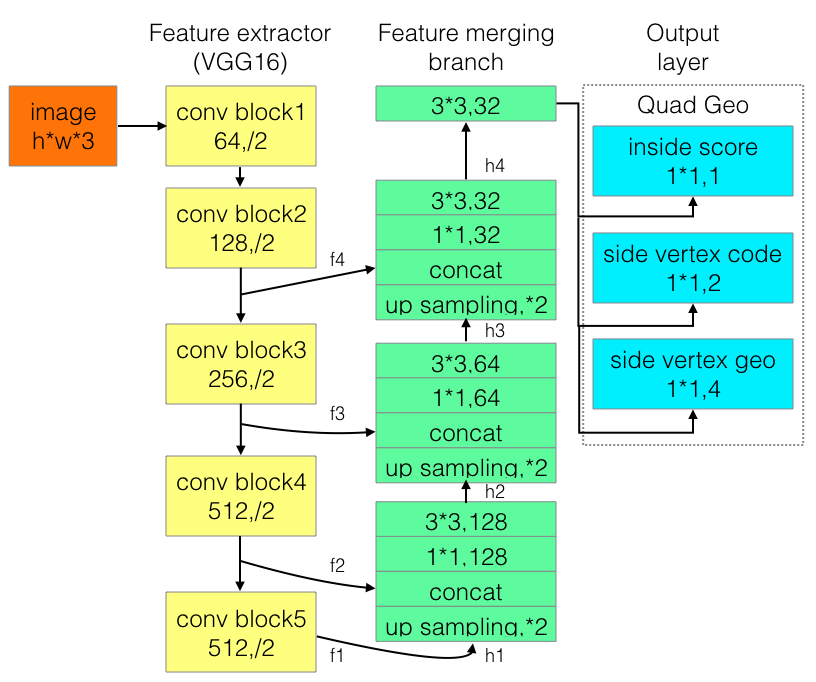 Feature extractor
(VGG16)
Feature merging
branch
Output
layer
image
h*w*3
conv block1
64,/2
conv block2
128,/2
conv block3
256,/2
conv block4
512,/2
conv block5
512,/2
f4
f3
f2
f1
3*3,32
h4
3*3,32
1*1,32
concat
up sampling,*2
h3
3*3,64
1*1,64
concat
up sampling,*2
h2
3*3,128
1*1,128
concat
up sampling,*2
h1
Quad Geo
inside score
1*1,1
side vertex code
1*1,2
side vertex geo
1*1,4